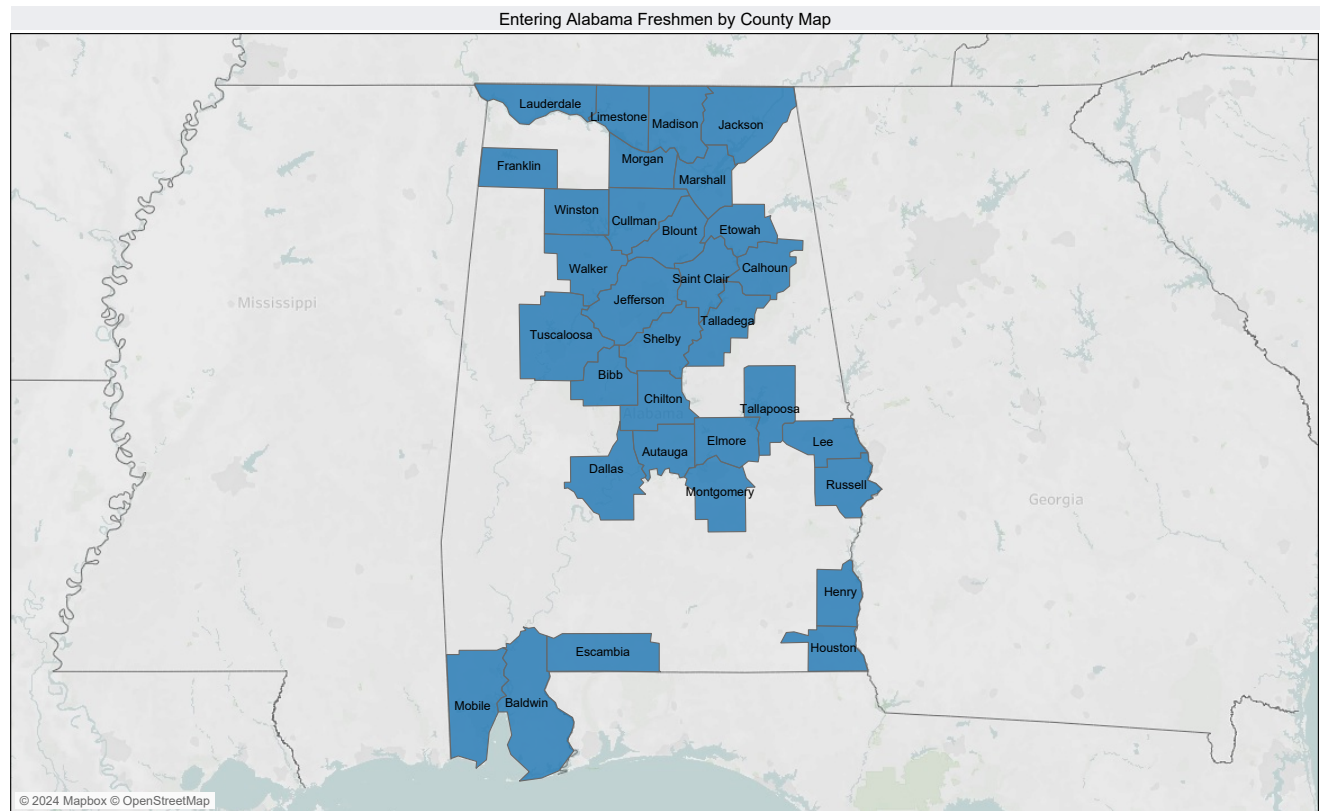 Entering Alabama Freshmen by County Map
Lauderdale
Limestone
Madison
Jackson
Morgan
Franklin
Marshall
Winston
Cullman
Blount
Etowah
Walker
Saint Clair
Calhoun
Jefferson
Mississippi
Talladega
Tuscaloosa
Shelby
Bibb
Chilton
Alabama
Tallapoosa
Elmore
Lee
Autauga
Dallas
Russell
Montgomery
Georgia
Henry
Houston
Escambia
Baldwin
Mobile
© 2024 Mapbox © OpenStreetMap